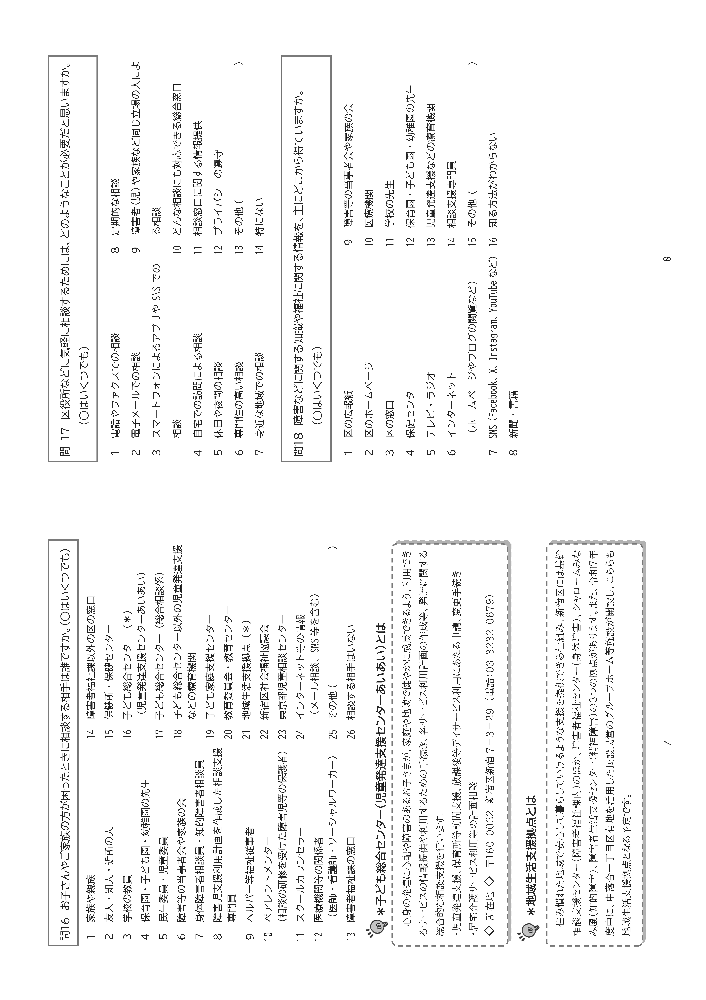 問16　お子さんやご家族の方が困ったときに相談する相手は誰ですか。（○はいくつでも）
1　家族や親族
2　友人・知人・近所の人
3　学校の教員
4　保育園・子ども園・幼稚園の先生
5　民生委員・児童委員
6　障害等の当事者会や家族の会
7　身体障害者相談員・知的障害者相談員
8　障害児支援利用計画を作成した相談支援
専門員
9　ヘルパー等福祉従事者
10　ペアレントメンター
（相談の研修を受けた障害児等の保護者）
11　スクールカウンセラー
12　医療機関等の関係者
（医師・看護師・ソーシャルワーカー）
13　障害者福祉課の窓口
14　障害者福祉課以外の区の窓口
15　保健所・保健センター
16　子ども総合センター（＊）
（児童発達支援センターあいあい）
17　子ども総合センター（総合相談係）
18　子ども総合センター以外の児童発達支援
などの療育機関
19　子ども家庭支援センター
20　教育委員会・教育センター
21　地域生活支援拠点（＊）
22　新宿区社会福祉協議会
23　東京都児童相談センター
24　インターネット等の情報
（メール相談、SNS 等を含む）
25　その他（　　　　）
26　相談する相手はいない
＊子ども総合センター（児童発達支援センターあいあい）とは
心身の発達に心配や障害のあるお子さまが、家庭や地域で健やかに成長できるよう、利用でき
るサービスの情報提供や利用するための手続き、各サービス利用計画の作成等、発達に関する
総合的な相談支援を行います。
・児童発達支援、保育所等訪問支援、放課後等デイサービス利用にあたる申請、変更手続き
・居宅介護サービス利用等の計画相談
◇ 所在地 ◇　〒160-0022　新宿区新宿 7－3－29　（電話：03-3232-0679）
＊地域生活支援拠点とは
住み慣れた地域で安心して暮らしていけるような支援を提供できる仕組み。新宿区には基幹
相談支援センター（障害者福祉課内）のほか、障害者福祉センター（身体障害）、シャロームみな
み風（知的障害）、障害者生活支援センター（精神障害）の3つの拠点があります。また、令和7年
度中に、中落合一丁目区有地を活用した民設民営のグループホーム等施設が開設し、こちらも
地域生活支援拠点となる予定です。
7
問 17　区役所などに気軽に相談するためには、どのようなことが必要だと思いますか。
（○はいくつでも）
1　電話やファクスでの相談
2　電子メールでの相談
3　スマートフォンによるアプリや SNS での
相談
4　自宅での訪問による相談
5　休日や夜間の相談
6　専門性の高い相談
7　身近な地域での相談
8　定期的な相談
9　障害者（児）や家族など同じ立場の人によ
る相談
10　どんな相談にも対応できる総合窓口
11　相談窓口に関する情報提供
12　プライバシーの遵守
13　その他（　　　　）
14　特にない
問18　障害などに関する知識や福祉に関する情報を、主にどこから得ていますか。
（○はいくつでも）
1　区の広報紙
2　区のホームページ
3　区の窓口
4　保健センター
5　テレビ・ラジオ
6　インターネット
（ホームページやブログの閲覧など）
7　SNS（Facebook、X、Instagram、YouTube など）
8　新聞・書籍
9　障害等の当事者会や家族の会
10　医療機関
11　学校の先生
12　保育園・子ども園・幼稚園の先生
13　児童発達支援などの療育機関
14　相談支援専門員
15　その他（　　　　）
16　知る方法がわからない
8